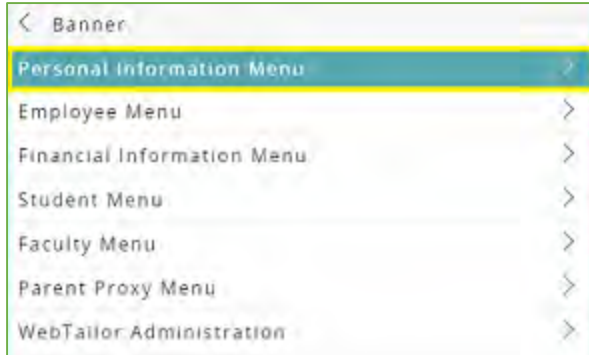 Banner
Personal Information Menu
Employee Menu
Financial Information Menu
Student Menu
Faculty Menu
Parent Proxy Menu
WebTailor Administration